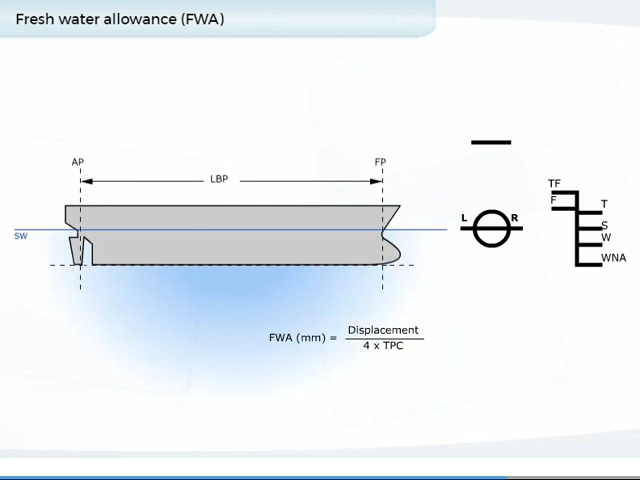 Fresh water allowance (FWA)
AP
FP
LBP
SW
L
R
TF
F
T
S
W
WNA
FWA (mm) = Displacement
4 x TPC